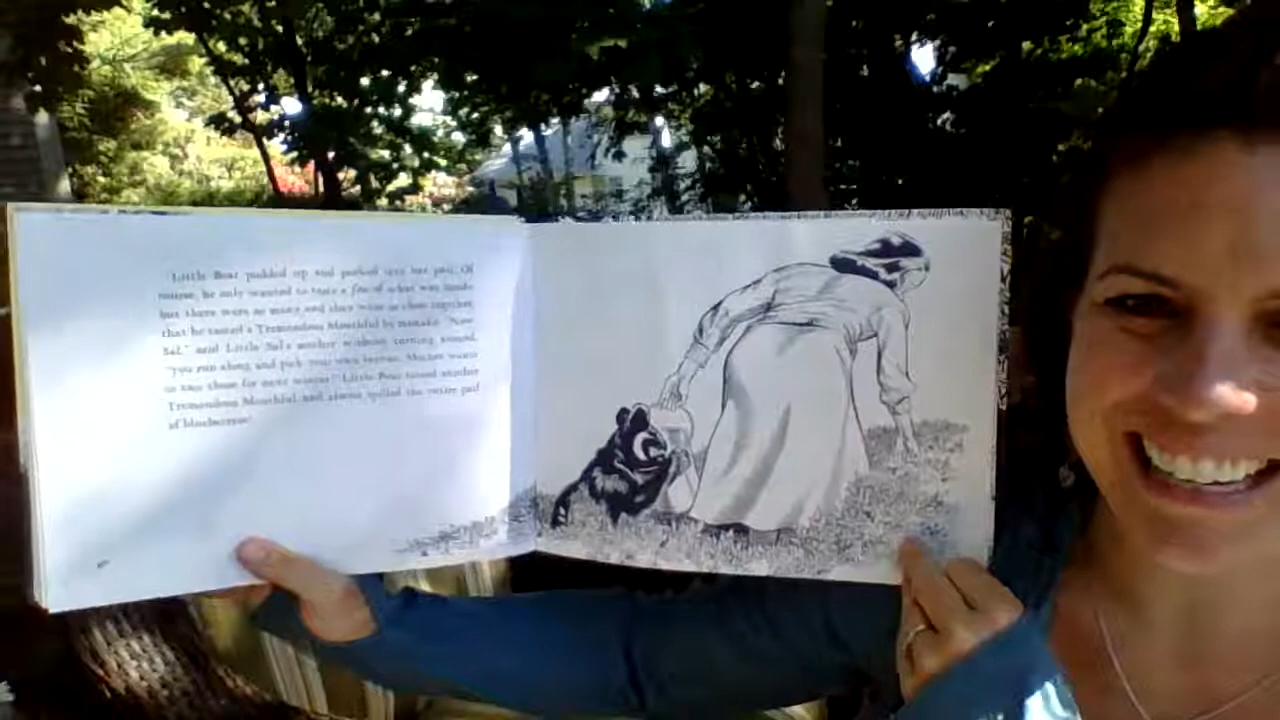 "Little Bear padded up and peeked into her pail. Of
course, he only wanted to taste a few of what was inside,
but there were so many and they were so close together,
that he tasted a Tremendous Mouthful by mistake. "Now,
Sal," said Little Sal's mother without turning around,
"you run along and pick your own berries. Mother wants
to can these for next winter." Little Bear tasted another
Tremendous Mouthful, and almost spilled the entire pail
of blueberries!